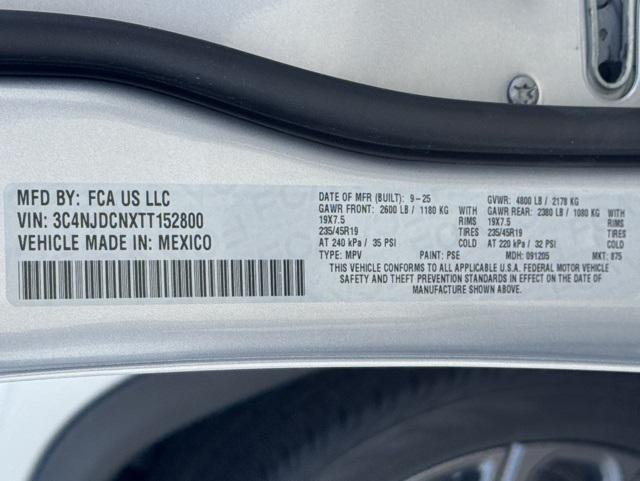 MFD BY: FCA US LLC
VIN: 3C4NJDCNXTT152800
VEHICLE MADE IN: MEXICO
DATE OF MFR (BUILT): 9-25
GAWR FRONT: 2600 LB / 1180 KG WITH
19X7.5 RIMS
235/45R19 TIRES
AT 240 kPa / 35 PSI COLD
TYPE: MPV PAINT: PSE
GVWR: 4800 LB / 2178 KG
GAWR REAR: 2380 LB / 1080 KG WITH
19X7.5 RIMS
235/45R19 TIRES
AT 220 kPa / 32 PSI COLD
MDH: 091205 MKT: 875
THIS VEHICLE CONFORMS TO ALL APPLICABLE U.S.A. FEDERAL MOTOR VEHICLE
SAFETY AND THEFT PREVENTION STANDARDS IN EFFECT ON THE DATE OF
MANUFACTURE SHOWN ABOVE.